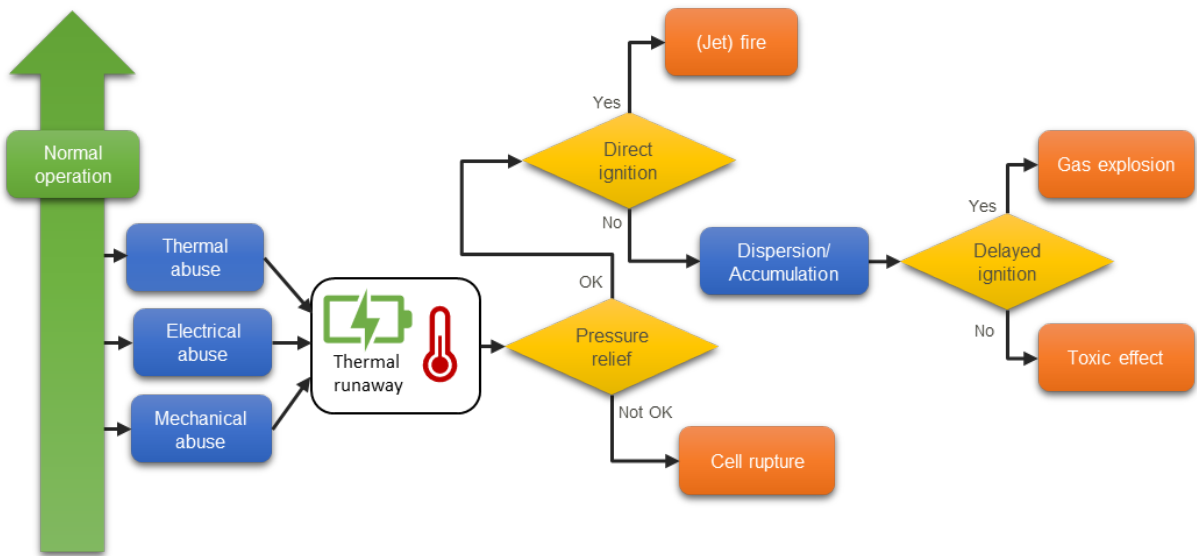 Normal
operation
Thermal
abuse
Electrical
abuse
Mechanical
abuse
Thermal
runaway
Pressure
relief
OK
Not OK
Cell rupture
Direct
ignition
Yes
(Jet) fire
No
Dispersion/
Accumulation
Delayed
ignition
Yes
Gas explosion
No
Toxic effect